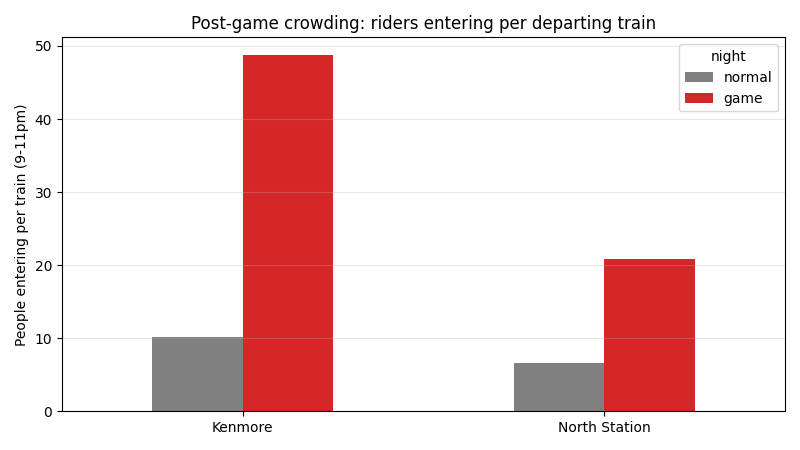 Post-game crowding: riders entering per departing train
People entering per train (9-11pm)
50
40
30
20
10
0
night
normal
game
Kenmore
North Station